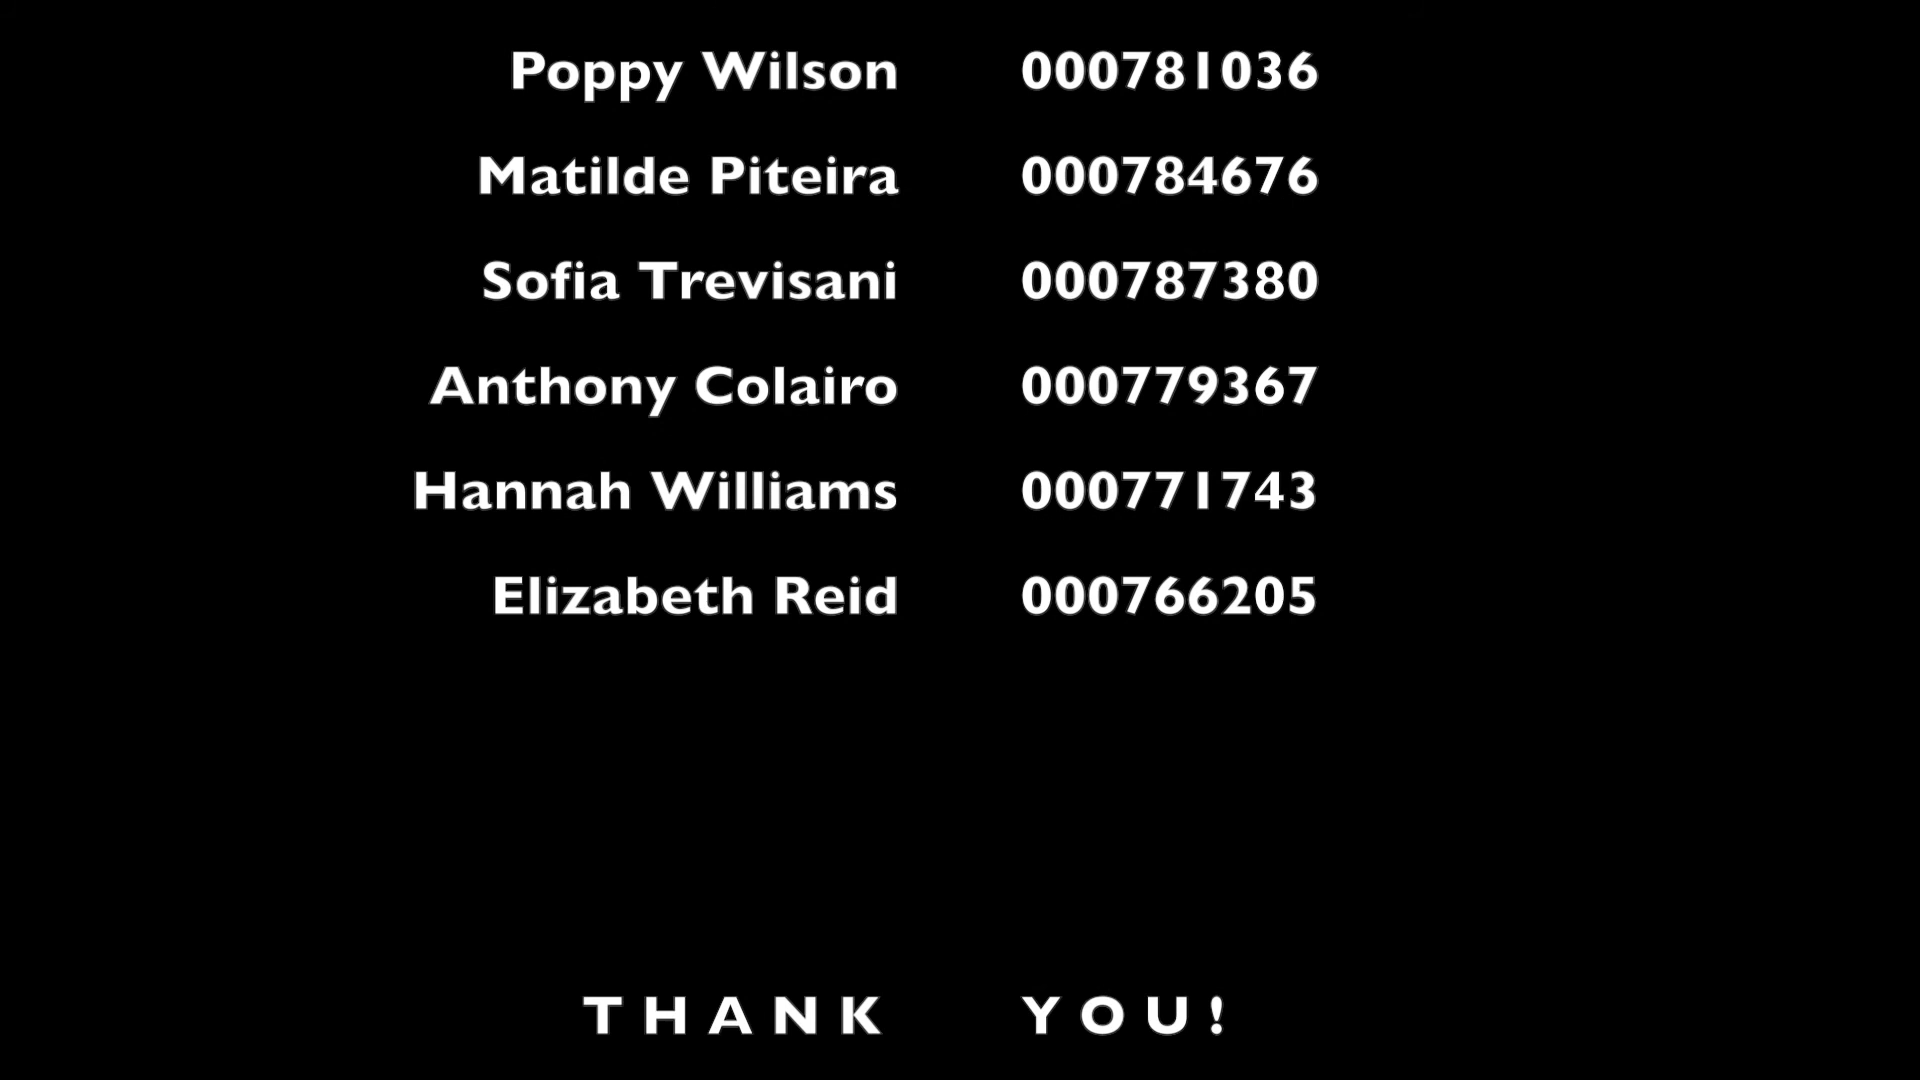 Poppy Wilson 000781036
Matilde Piteira 000784676
Sofia Trevisani 000787380
Anthony Colairo 000779367
Hannah Williams 000771743
Elizabeth Reid 000766205
THANK YOU!